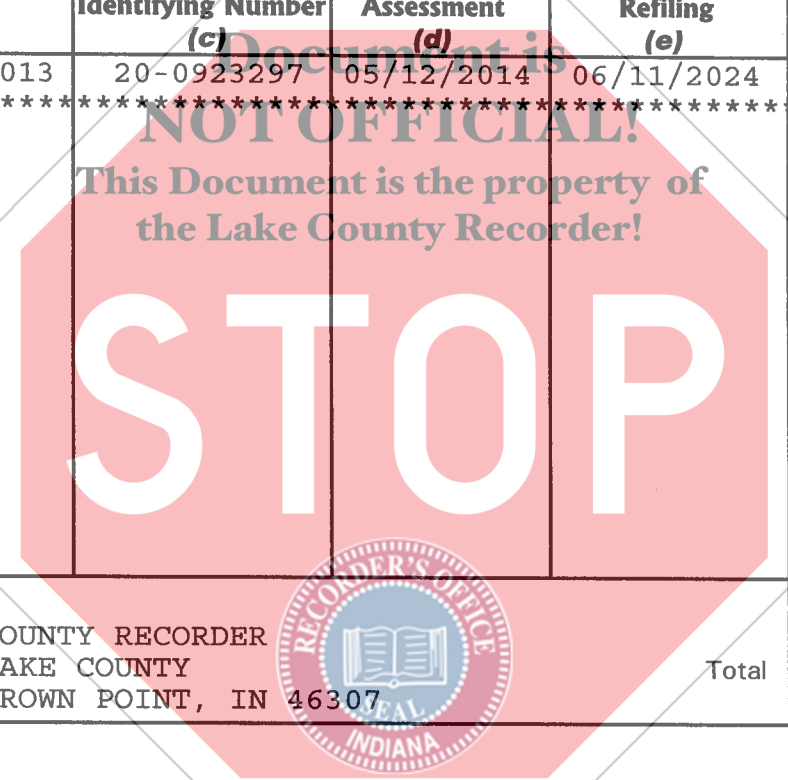 Identifying Number Assessment Refiling
(c) (d) (e)
Document is
013 20-0923297 05/12/2014 06/11/2024
***********************************************************
NOT OFFICIAL!
This Document is the property of
the Lake County Recorder!
STOP
RECORDER'S OFFICE
OUNTY RECORDER
AKE COUNTY
Total
ROWN POINT, IN 46307
SEAL
INDIANA